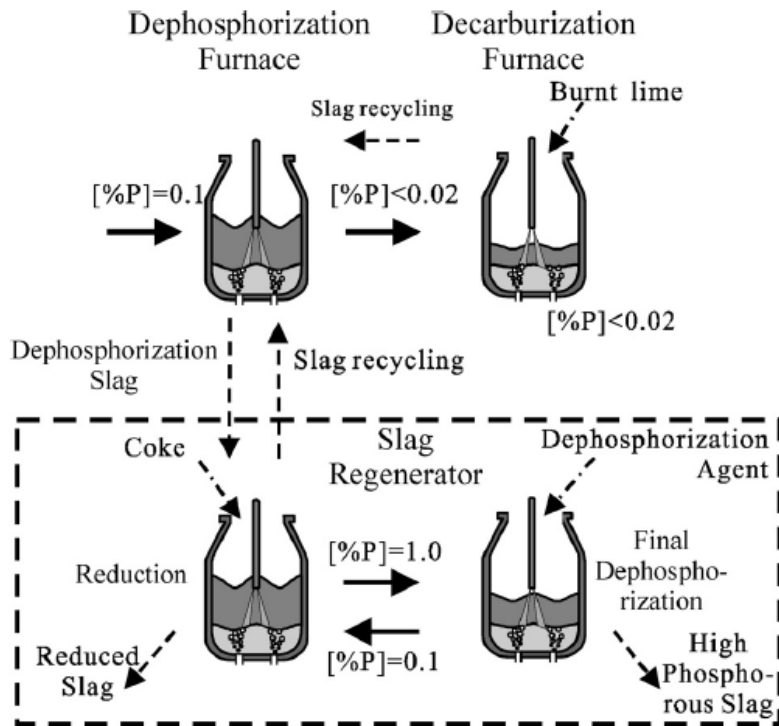 Dephosphorization
Furnace
Decarburization
Furnace
Burnt lime
Slag recycling
[%P]=0.1
[%P]<0.02
[%P]<0.02
Dephosphorization
Slag
Slag recycling
Coke
Slag
Regenerator
Dephosphorization
Agent
Reduction
[%P]=1.0
Final
Dephospho-
rization
[%P]=0.1
Reduced
Slag
High
Phospho-
rous Slag